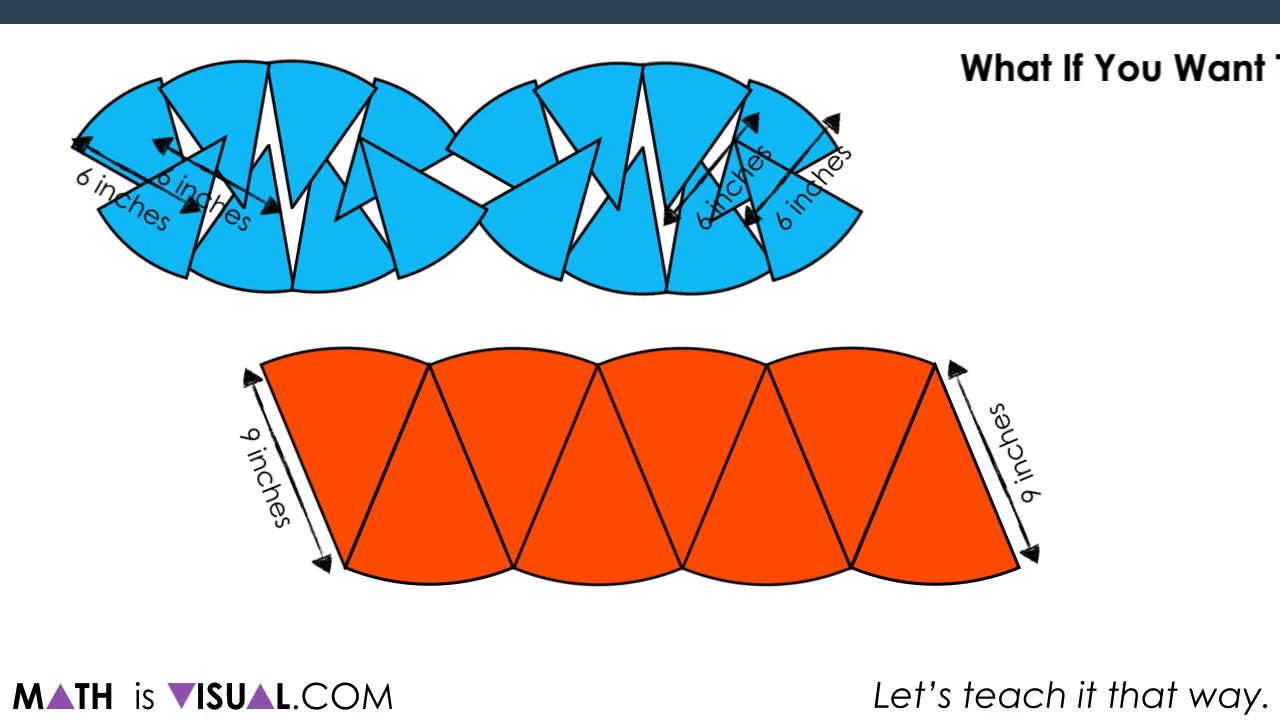 What If You Want
6 inches
6 inches
6 inches
6 inches
9 inches
9 inches
MATH is VISUAL.COM
Let's teach it that way.